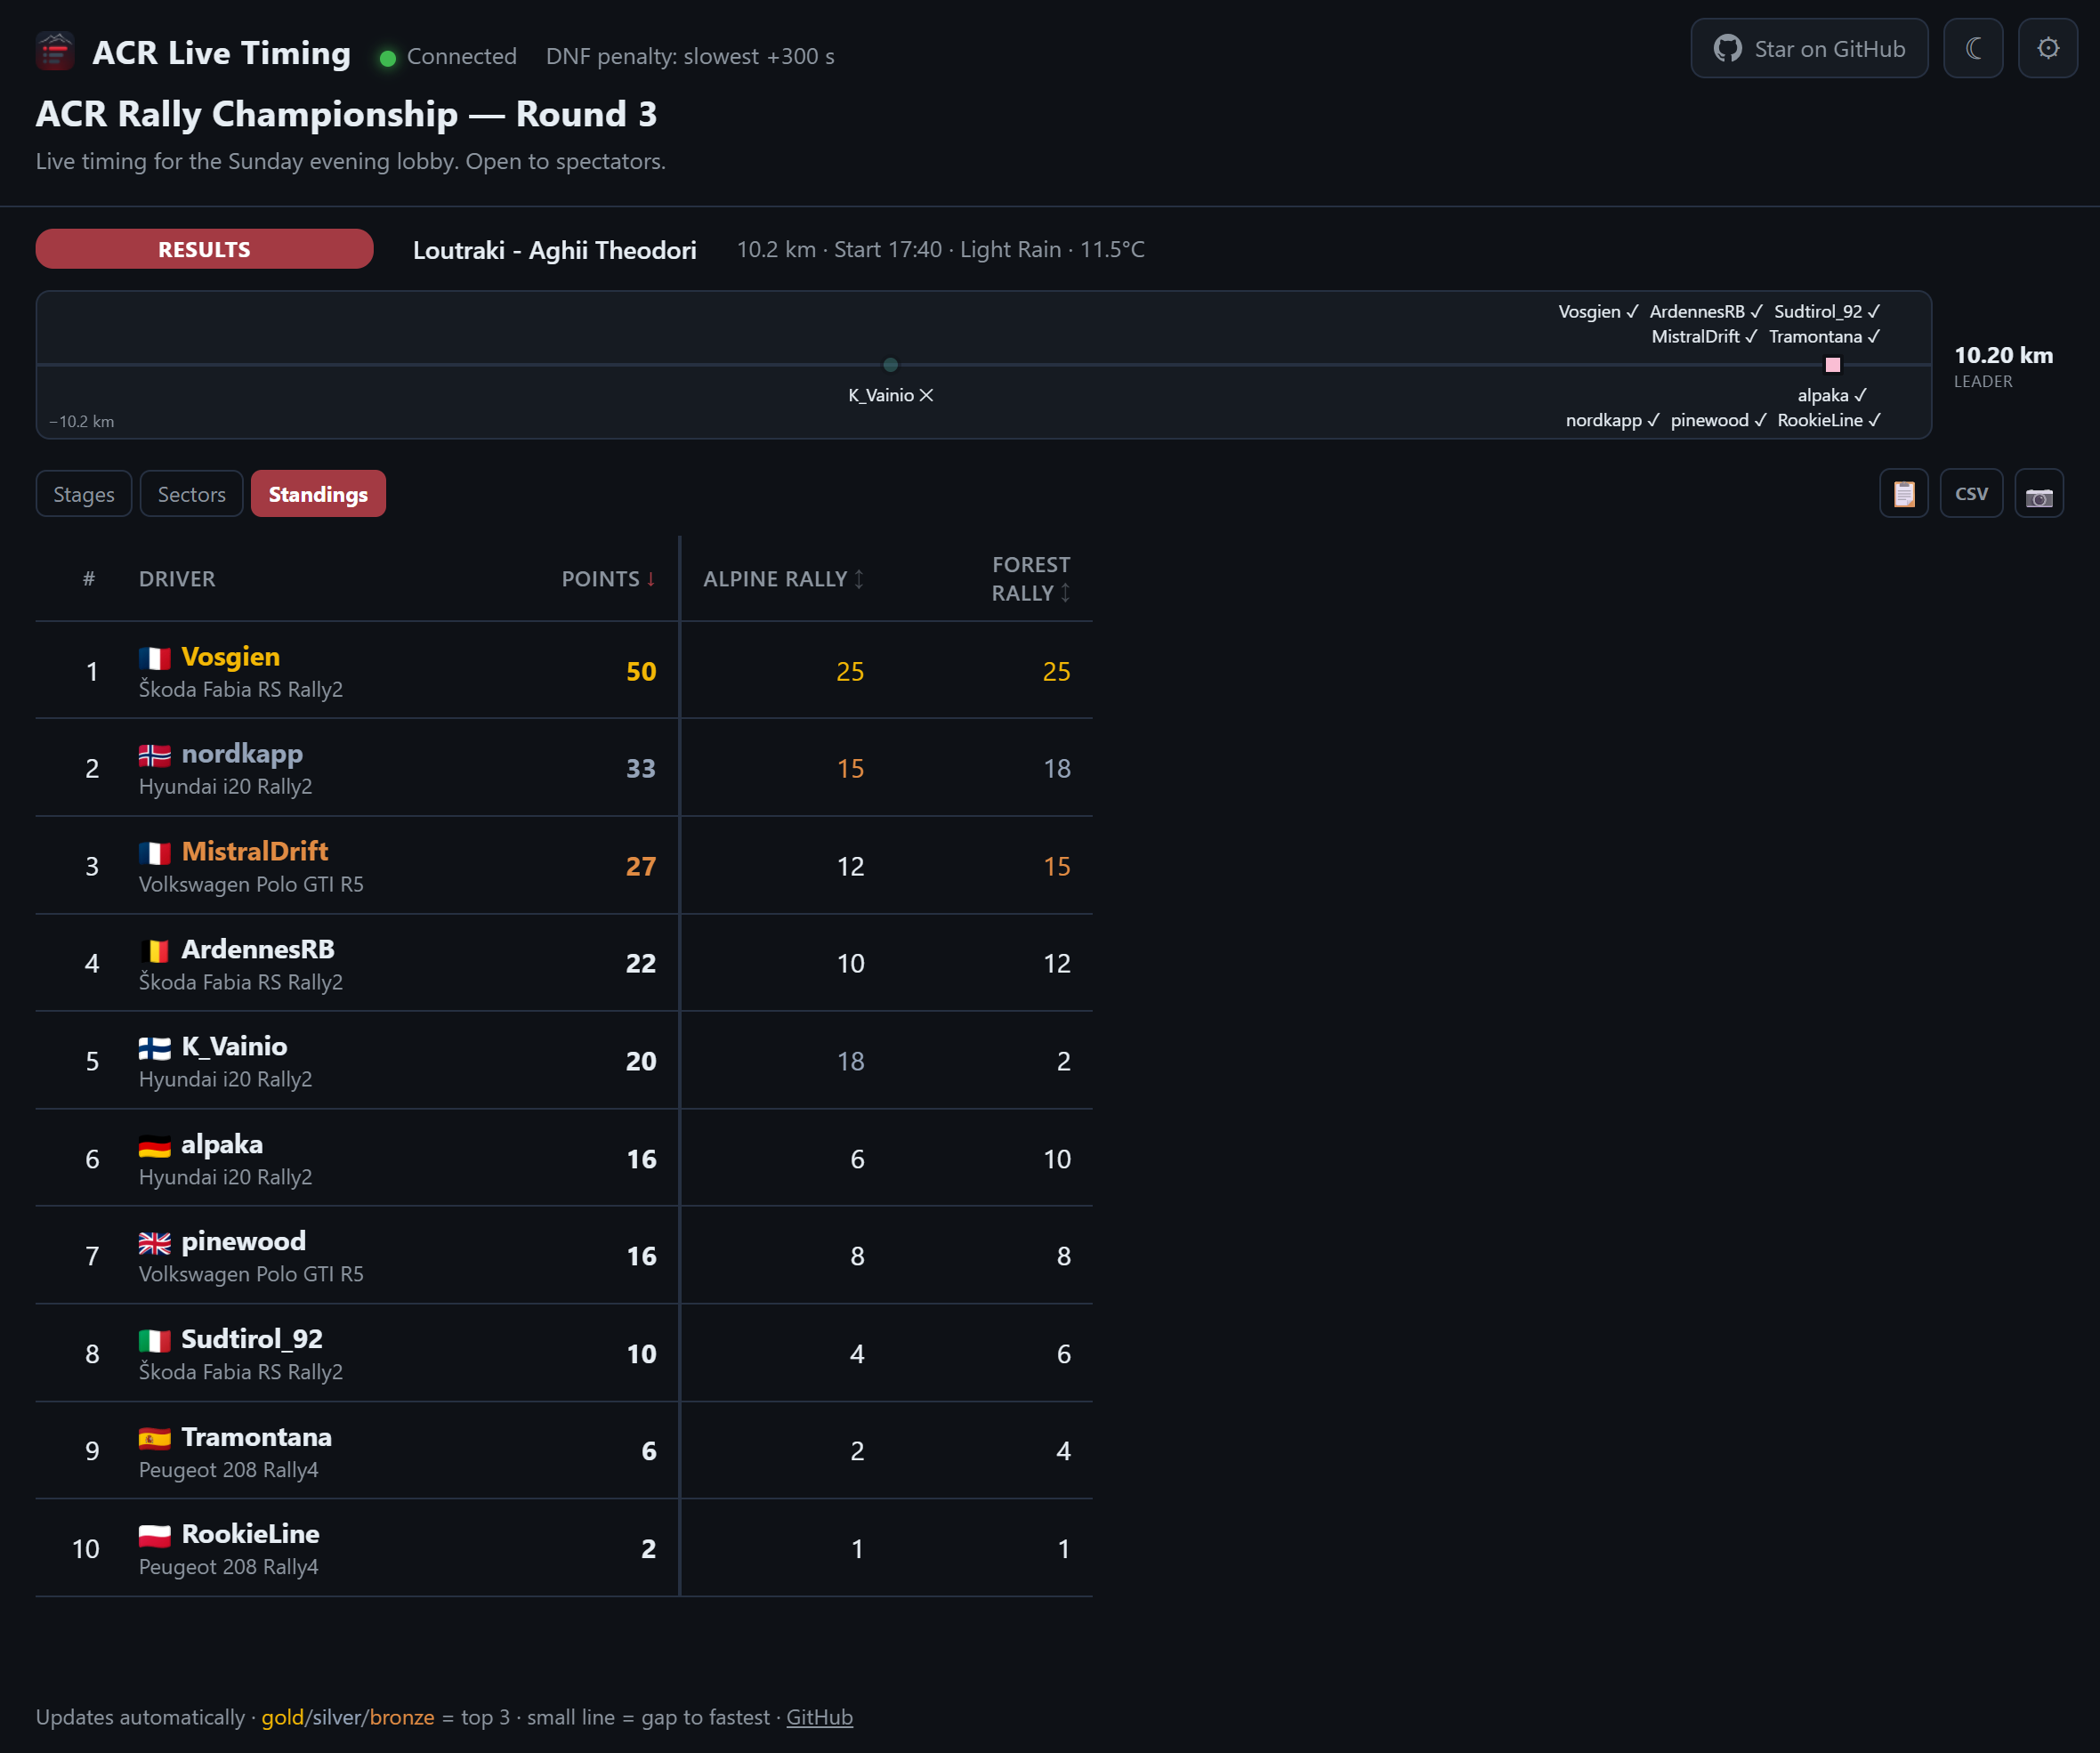 ACR Live Timing Connected DNF penalty: slowest +300 s Star on GitHub
ACR Rally Championship — Round 3
Live timing for the Sunday evening lobby. Open to spectators.
RESULTS Loutraki - Aghii Theodori 10.2 km · Start 17:40 · Light Rain · 11.5°C
Vosgien ✓ ArdennesRB ✓ Sudtirol_92 ✓
MistralDrift ✓ Tramontana ✓
10.20 km
LEADER
K_Vainio ✕ alpaka ✓
−10.2 km nordkapp ✓ pinewood ✓ RookieLine ✓
Stages Sectors Standings CSV
# DRIVER POINTS ↓ ALPINE RALLY ↕ FOREST RALLY ↕
1 Vosgien 50 25 25
Škoda Fabia RS Rally2
2 nordkapp 33 15 18
Hyundai i20 Rally2
3 MistralDrift 27 12 15
Volkswagen Polo GTI R5
4 ArdennesRB 22 10 12
Škoda Fabia RS Rally2
5 K_Vainio 20 18 2
Hyundai i20 Rally2
6 alpaka 16 6 10
Hyundai i20 Rally2
7 pinewood 16 8 8
Volkswagen Polo GTI R5
8 Sudtirol_92 10 4 6
Škoda Fabia RS Rally2
9 Tramontana 6 2 4
Peugeot 208 Rally4
10 RookieLine 2 1 1
Peugeot 208 Rally4
Updates automatically · gold/silver/bronze = top 3 · small line = gap to fastest · GitHub